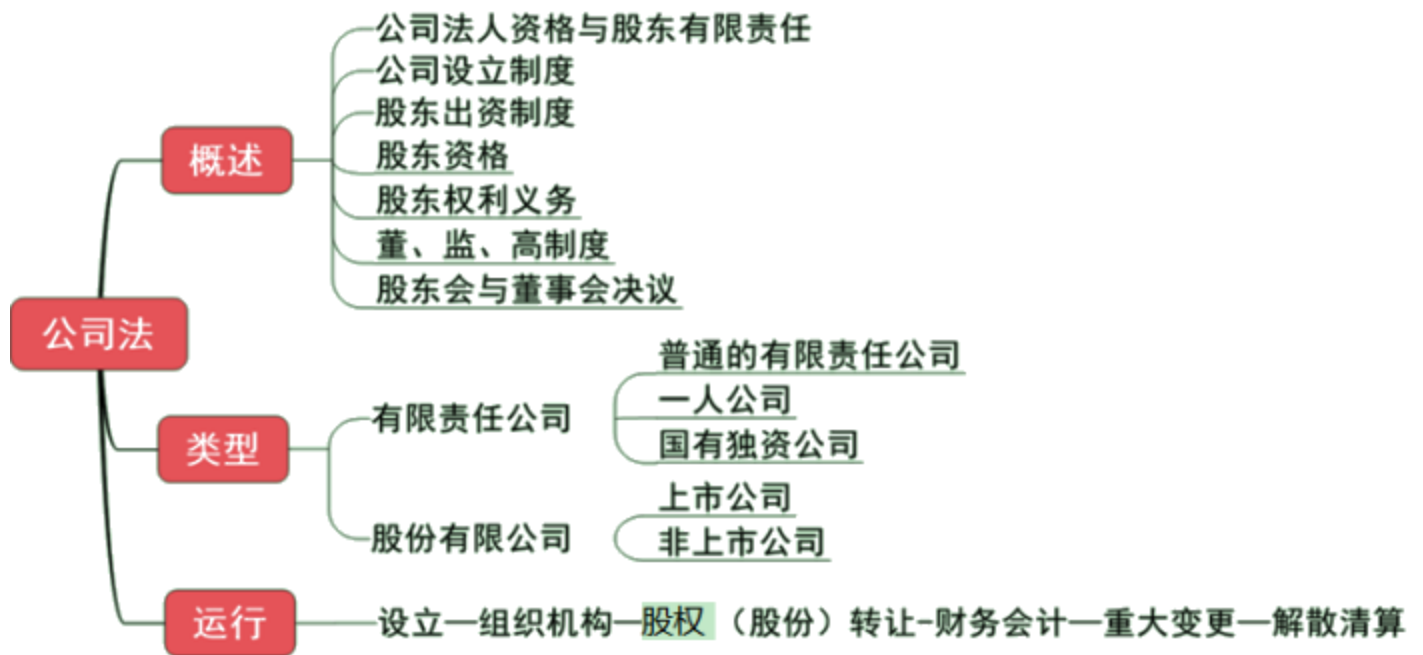 公司法
概述
公司法人资格与股东有限责任
公司设立制度
股东出资制度
股东资格
股东权利义务
董、监、高制度
股东会与董事会决议
类型
有限责任公司
普通的有限责任公司
一人公司
国有独资公司
股份有限公司
上市公司
非上市公司
运行
设立—组织机构—股权（股份）转让-财务会计—重大变更—解散清算